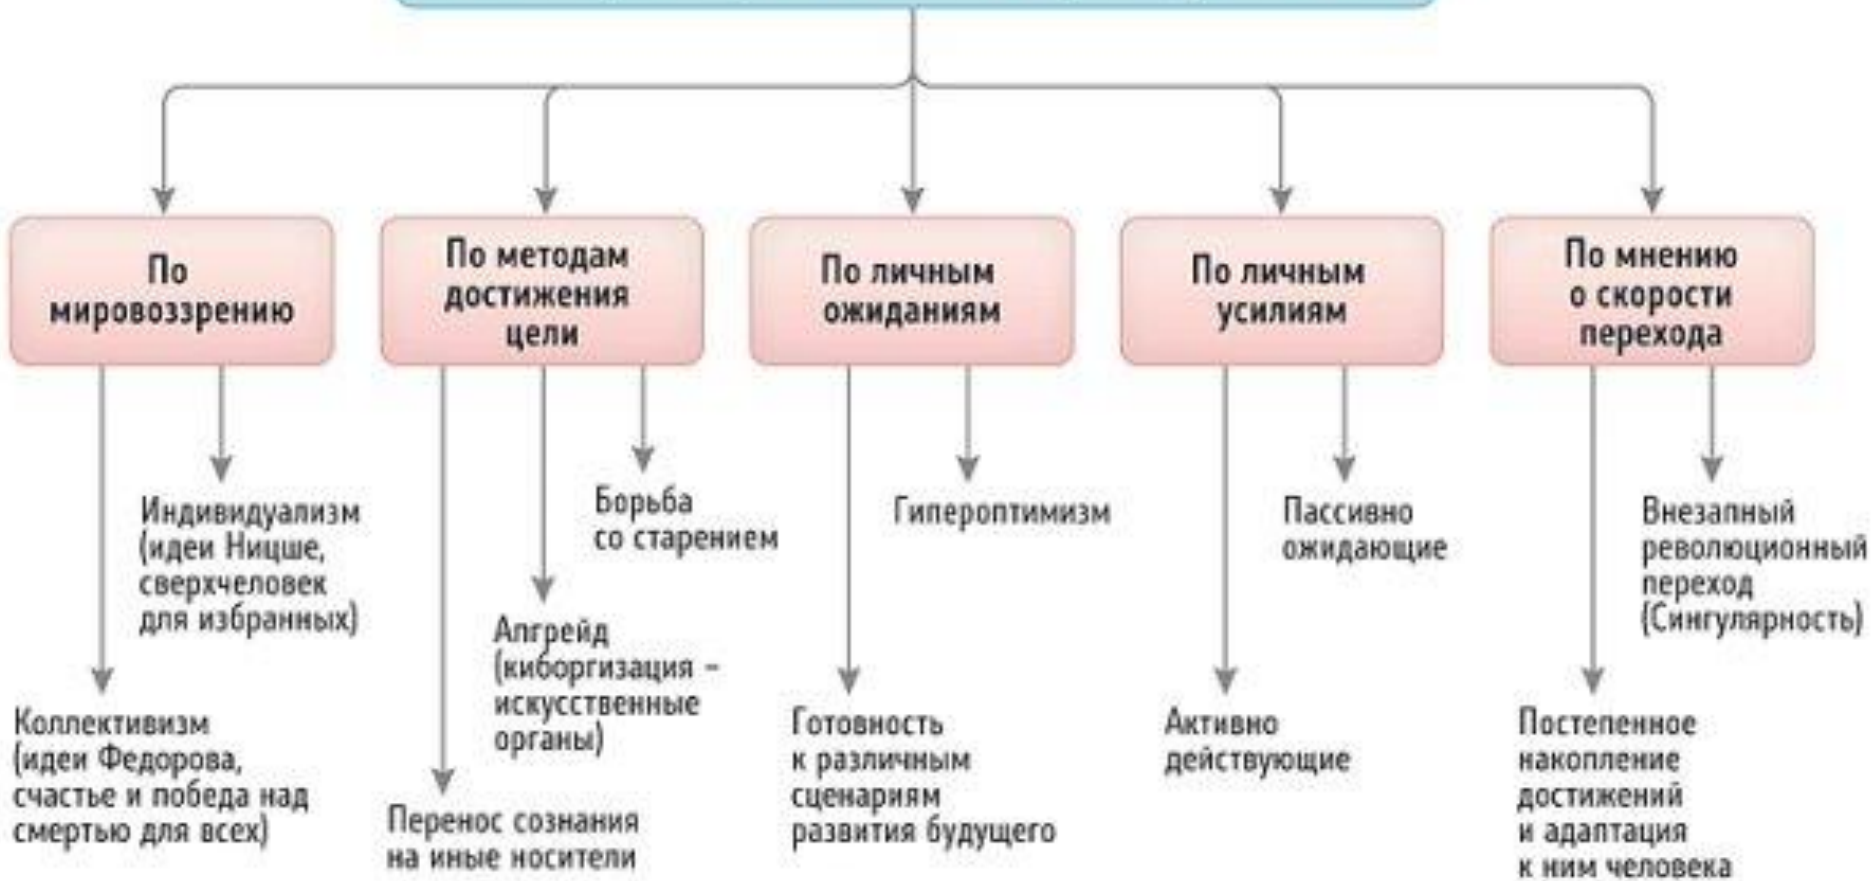 По
мировоззрению
По методам
достижения
цели
По личным
ожиданиям
По личным
усилиям
По мнению
о скорости
перехода
Индивидуализм
(идеи Ницше,
сверхчеловек
для избранных)
Коллективизм
(идеи Федорова,
счастье и победа над
смертью для всех)
Борьба
со старением
Апгрейд
(киборгизация –
искусственные
органы)
Перенос сознания
на иные носители
Гипероптимизм
Готовность
к различным
сценариям
развития будущего
Пассивно
ожидающие
Активно
действующие
Внезапный
революционный
переход
(Сингулярность)
Постепенное
накопление
достижений
и адаптация
к ним человека